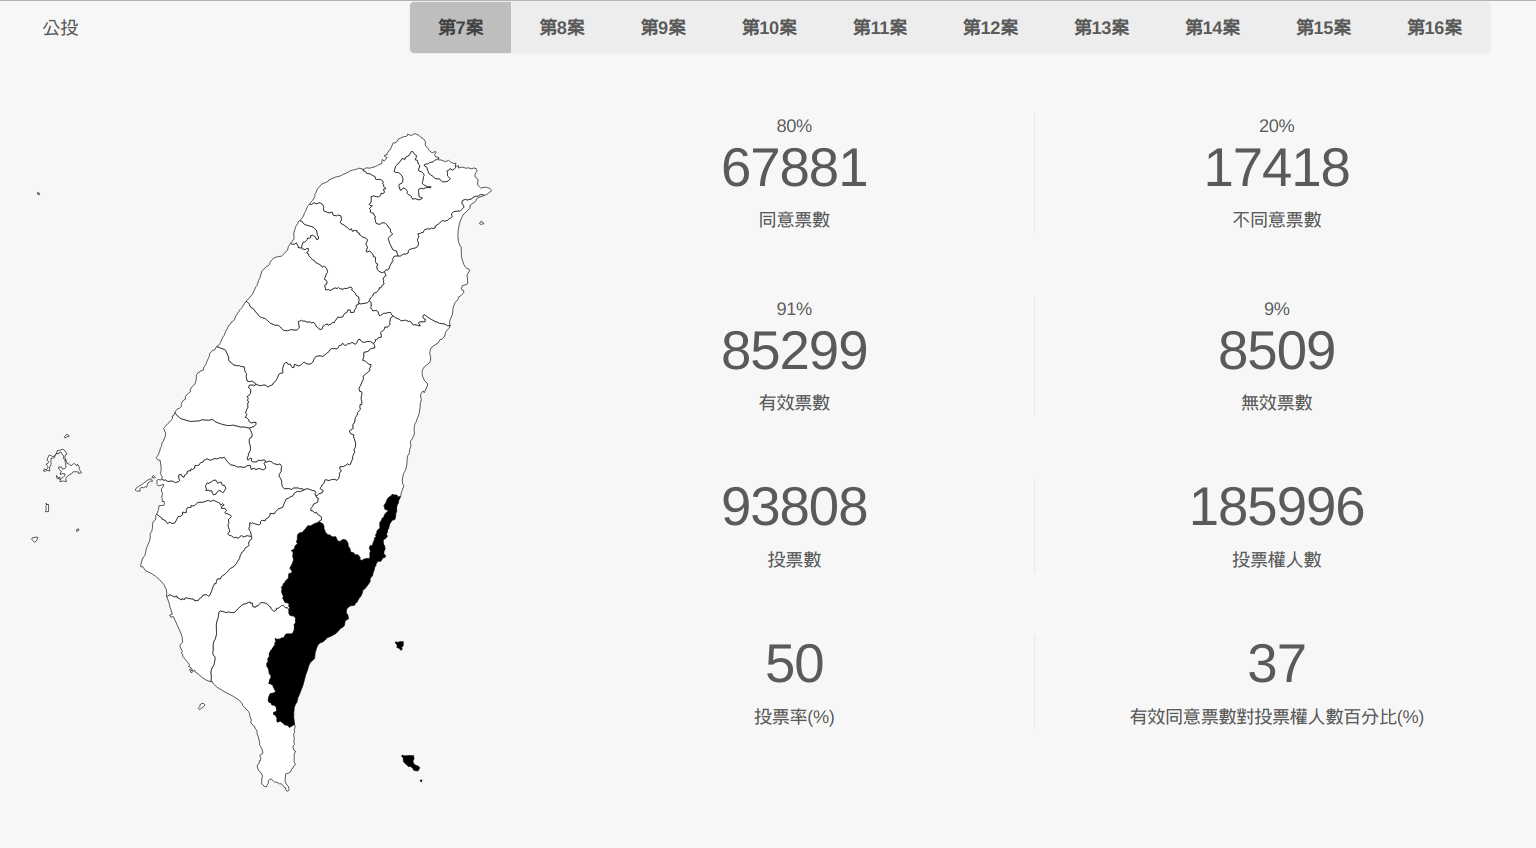 公投
第7案 第8案 第9案 第10案 第11案 第12案 第13案 第14案 第15案 第16案
80% 20%
67881 17418
同意票數 不同意票數
91% 9%
85299 8509
有效票數 無效票數
93808 185996
投票數 投票權人數
50 37
投票率(%) 有效同意票數對投票權人數百分比(%)